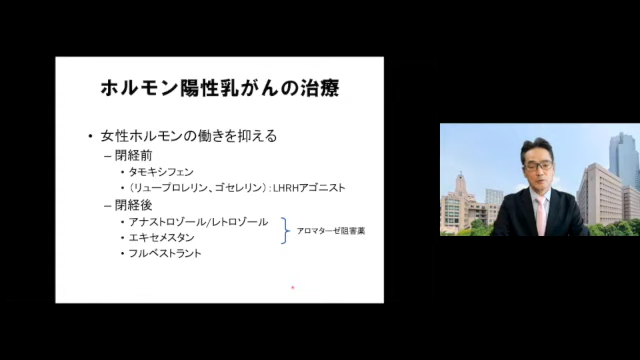 ホルモン陽性乳がんの治療
• 女性ホルモンの働きを抑える
– 閉経前
• タモキシフェン
• （リュープロレリン、ゴセレリン）：LHRHアゴニスト
– 閉経後
• アナストロゾール/レトロゾール
• エキセメスタン
アロマターゼ阻害薬
• フルベストラント